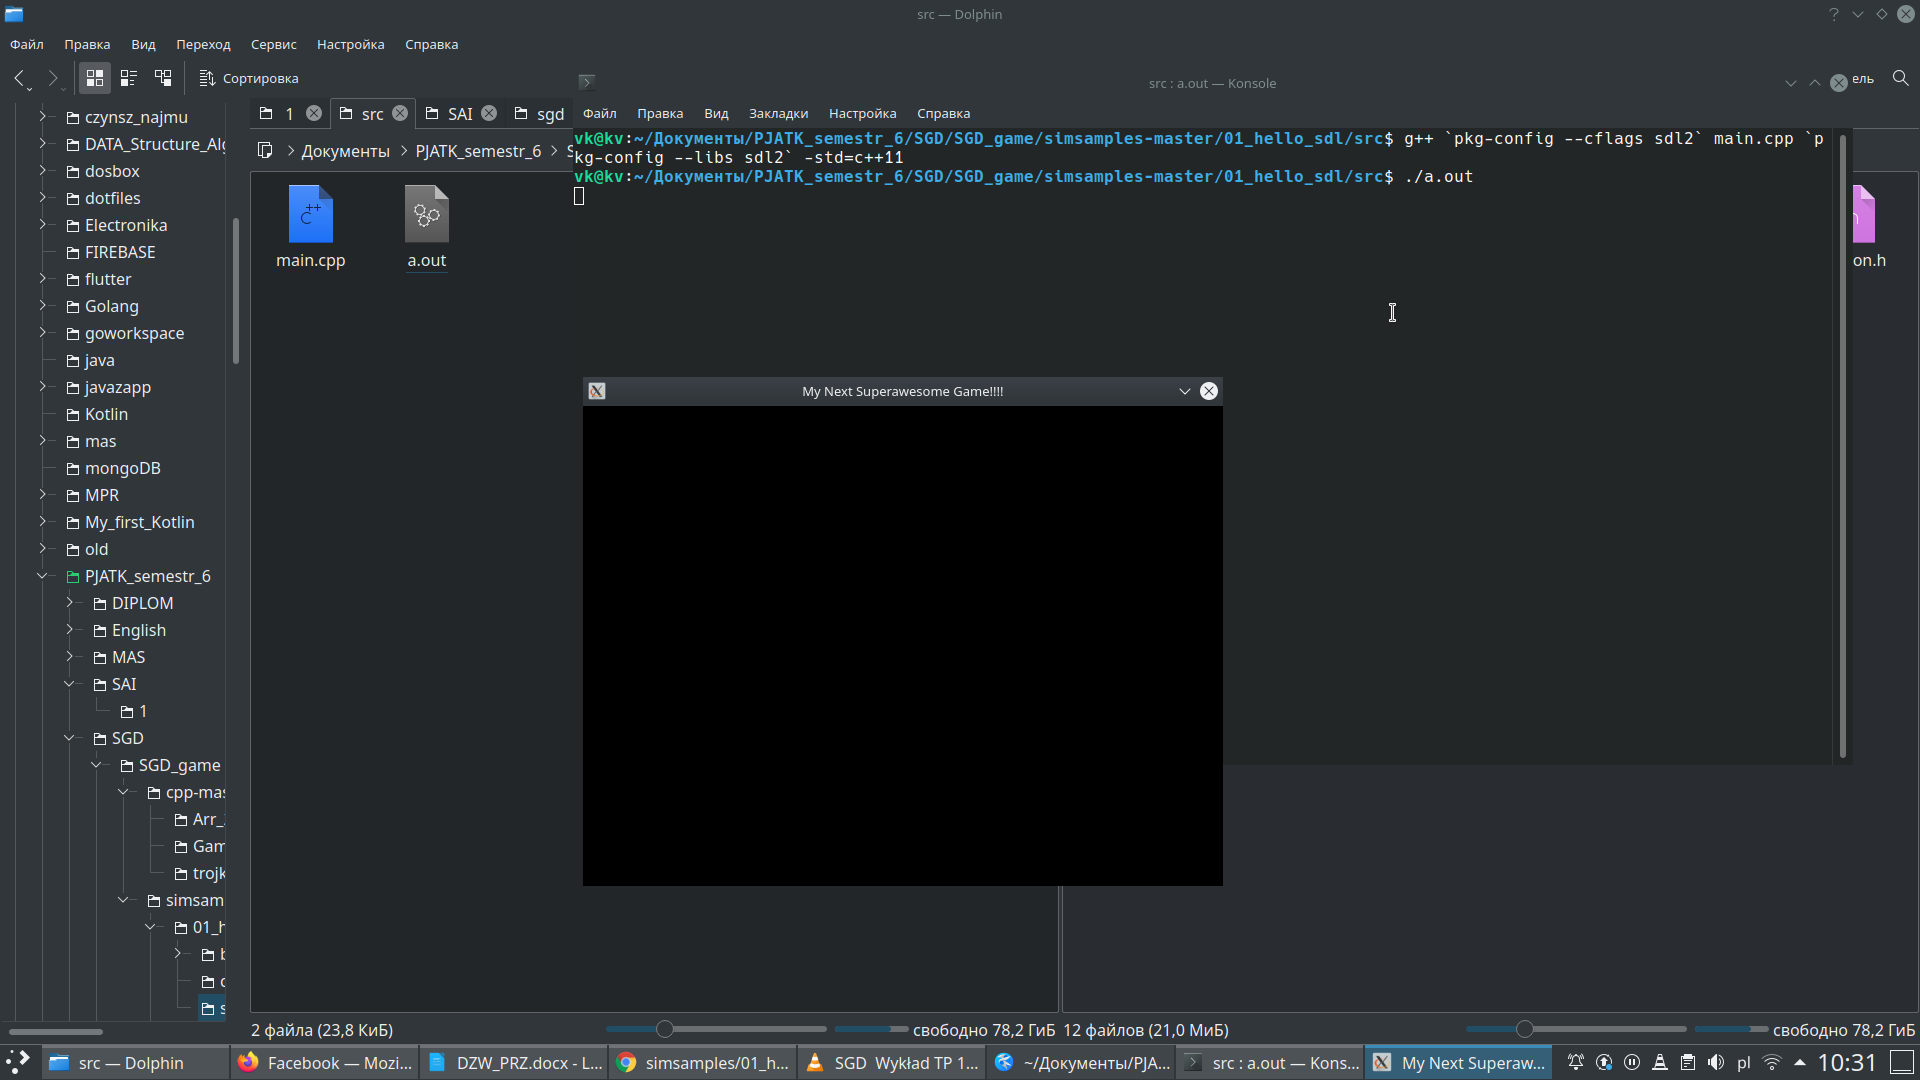 src — Dolphin
Файл Правка Вид Переход Сервис Настройка Справка
Сортировка
ель
src : a.out — Konsole
1 src SAI sgd
Файл Правка Вид Закладки Настройка Справка
Документы PJATK_semestr_6 S
vk@kv:~/Документы/PJATK_semestr_6/SGD/SGD_game/simsamples-master/01_hello_sdl/src$ g++ `pkg-config --cflags sdl2` main.cpp `p
kg-config --libs sdl2` -std=c++11
vk@kv:~/Документы/PJATK_semestr_6/SGD/SGD_game/simsamples-master/01_hello_sdl/src$ ./a.out
main.cpp
a.out
on.h
My Next Superawesome Game!!!!
czynsz_najmu
DATA_Structure_Alg
dosbox
dotfiles
Electronika
FIREBASE
flutter
Golang
goworkspace
java
javazapp
Kotlin
mas
mongoDB
MPR
My_first_Kotlin
old
PJATK_semestr_6
DIPLOM
English
MAS
SAI
1
SGD
SGD_game
cpp-mas
Arr_
Gam
trojk
simsam
01_h
2 файла (23,8 КиБ)
свободно 78,2 ГиБ
12 файлов (21,0 МиБ)
свободно 78,2 ГиБ
src — Dolphin
Facebook — Mozi...
DZW_PRZ.docx - L...
simsamples/01_h...
SGD Wykład TP 1...
~/Документы/PJA...
src : a.out — Kons...
My Next Superaw...
pl
10:31